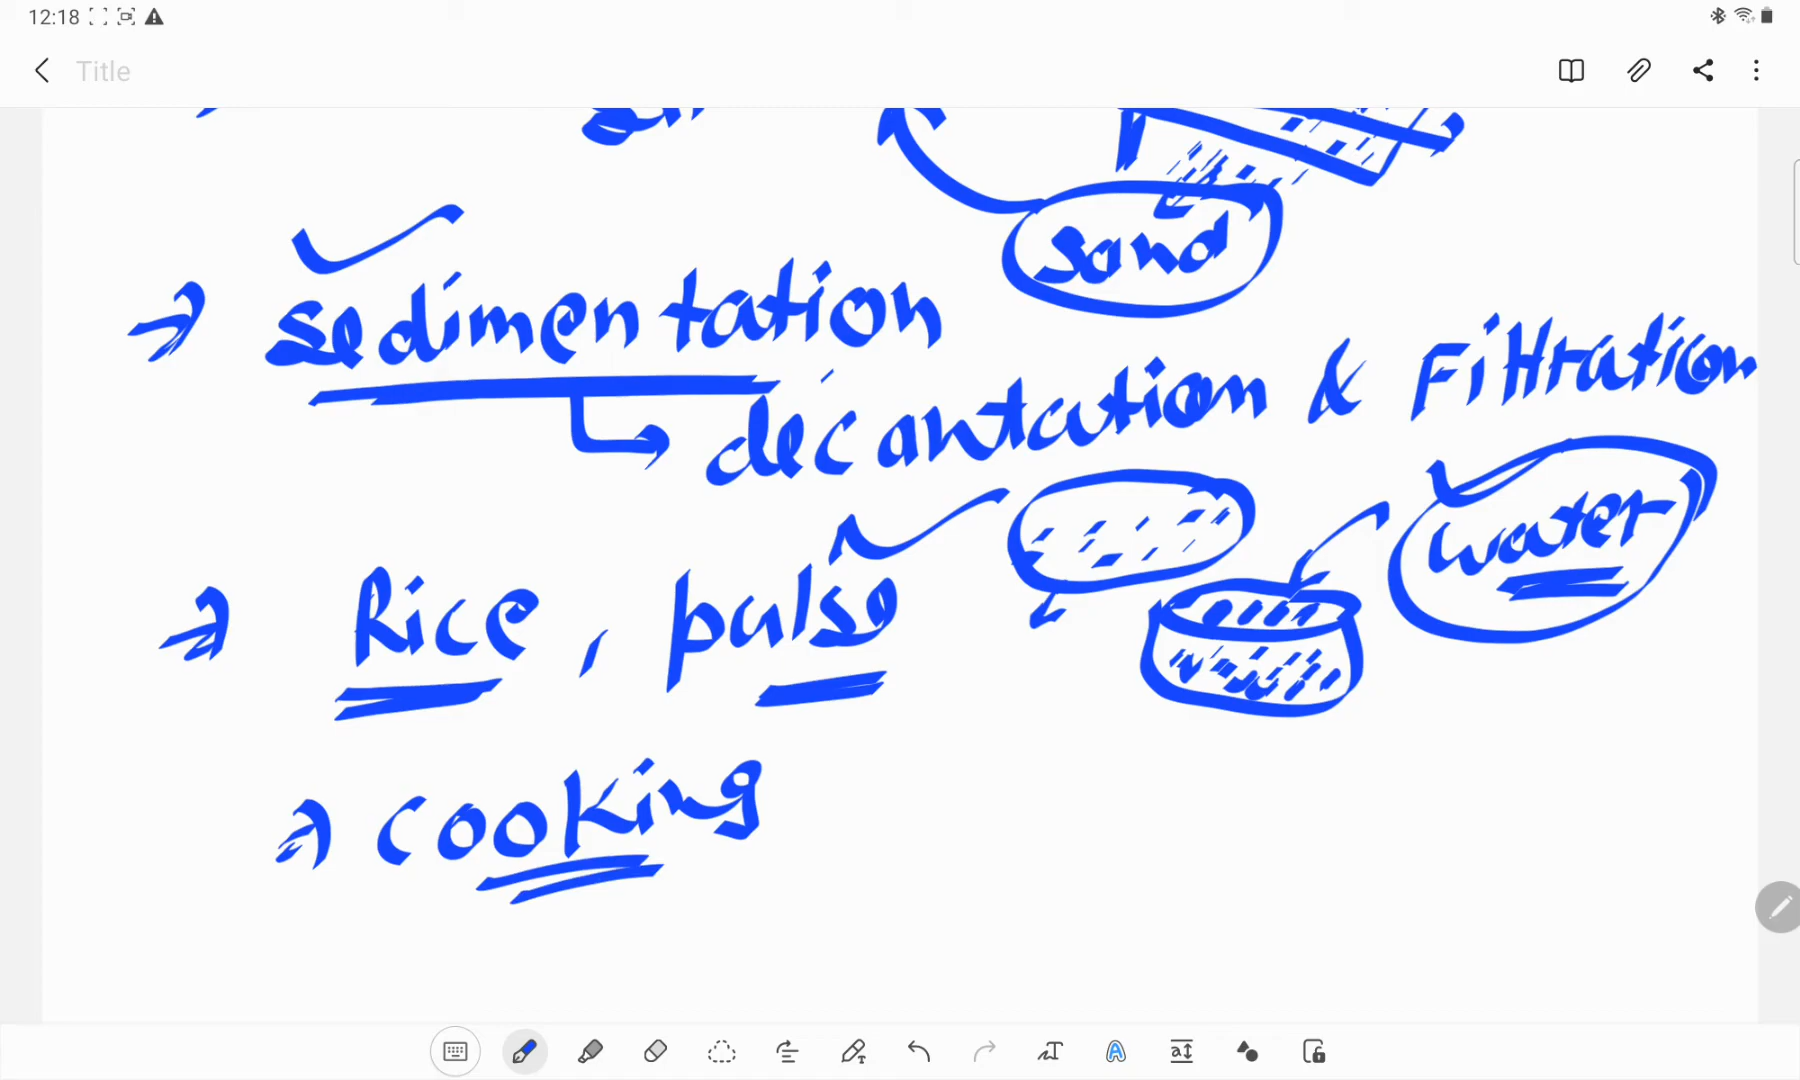 12:18
Title
sand
→ sedimentation
↳ decantation & Filtration
water
→ Rice, pulse
→ cooking